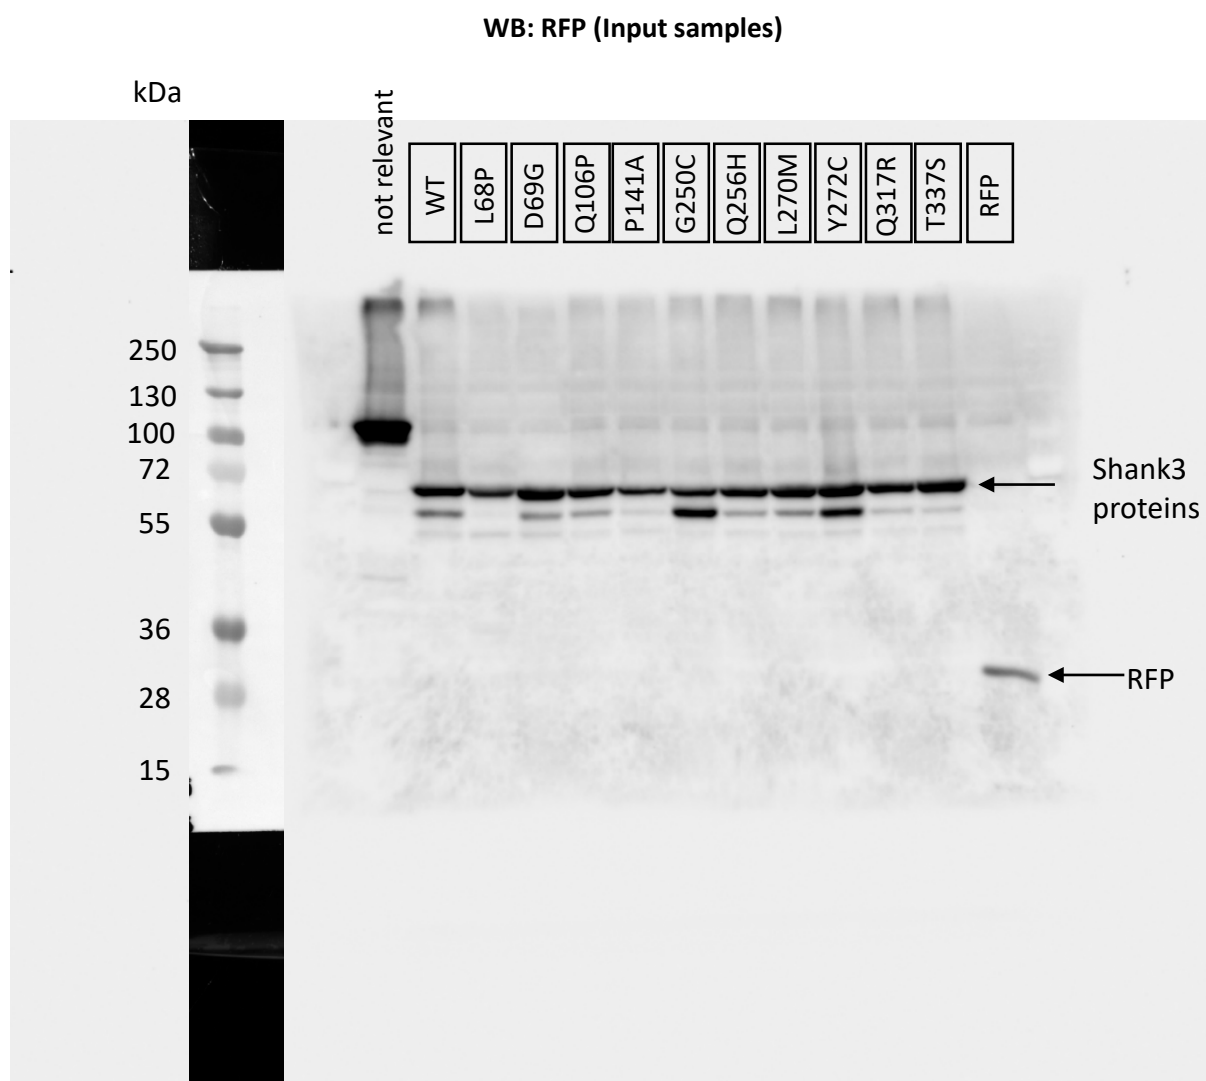 WB: RFP (Input samples)
kDa
not relevant
WT
L68P
D69G
Q106P
P141A
G250C
Q256H
L270M
Y272C
Q317R
T337S
RFP
250
130
100
72
55
36
28
15
Shank3
proteins
RFP